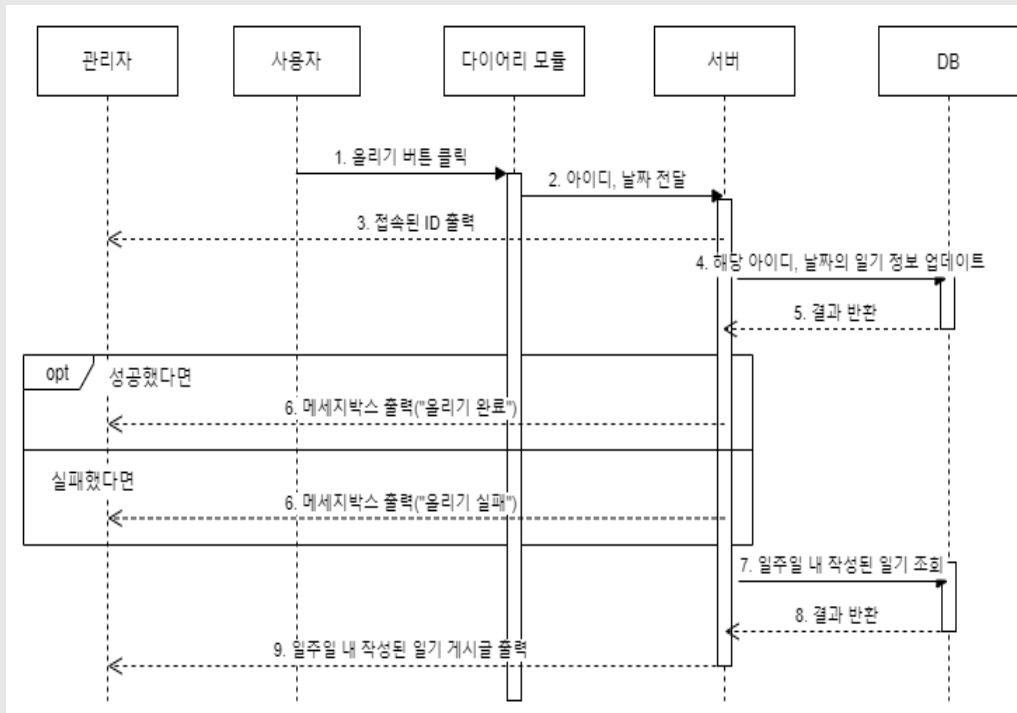 관리자
사용자
다이어리 모듈
서버
DB
1. 올리기 버튼 클릭
2. 아이디, 날짜 전달
3. 접속된 ID 출력
4. 해당 아이디, 날짜의 일기 정보 업데이트
5. 결과 반환
opt
성공했다면
6. 메세지박스 출력("올리기 완료")
실패했다면
6. 메세지박스 출력("올리기 실패")
7. 일주일 내 작성된 일기 조회
8. 결과 반환
9. 일주일 내 작성된 일기 게시글 출력